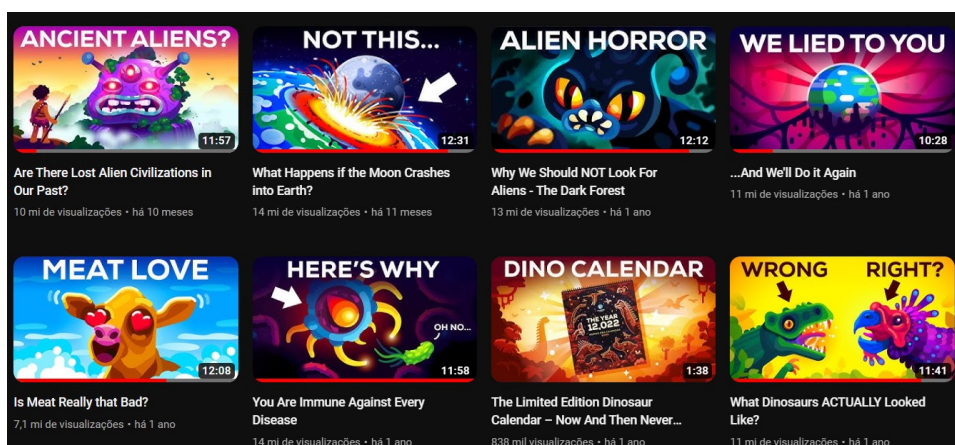 ANCIENT ALIENS?
11:57
NOT THIS...
12:31
ALIEN HORROR
12:12
WE LIED TO YOU
10:28
Are There Lost Alien Civilizations in
Our Past?
10 mi de visualizações • há 10 meses
What Happens if the Moon Crashes
into Earth?
14 mi de visualizações • há 11 meses
Why We Should NOT Look For
Aliens - The Dark Forest
13 mi de visualizações • há 1 ano
...And We'll Do it Again
11 mi de visualizações • há 1 ano
MEAT LOVE
12:08
HERE'S WHY
OH NO...
11:58
DINO CALENDAR
THE YEAR
12,022
1:38
WRONG RIGHT?
11:41
Is Meat Really that Bad?
7,1 mi de visualizações • há 1 ano
You Are Immune Against Every
Disease
14 mi de visualizações • há 1 ano
The Limited Edition Dinosaur
Calendar – Now And Then Never...
838 mil visualizações • há 1 ano
What Dinosaurs ACTUALLY Looked
Like?
11 mi de visualizações • há 1 ano